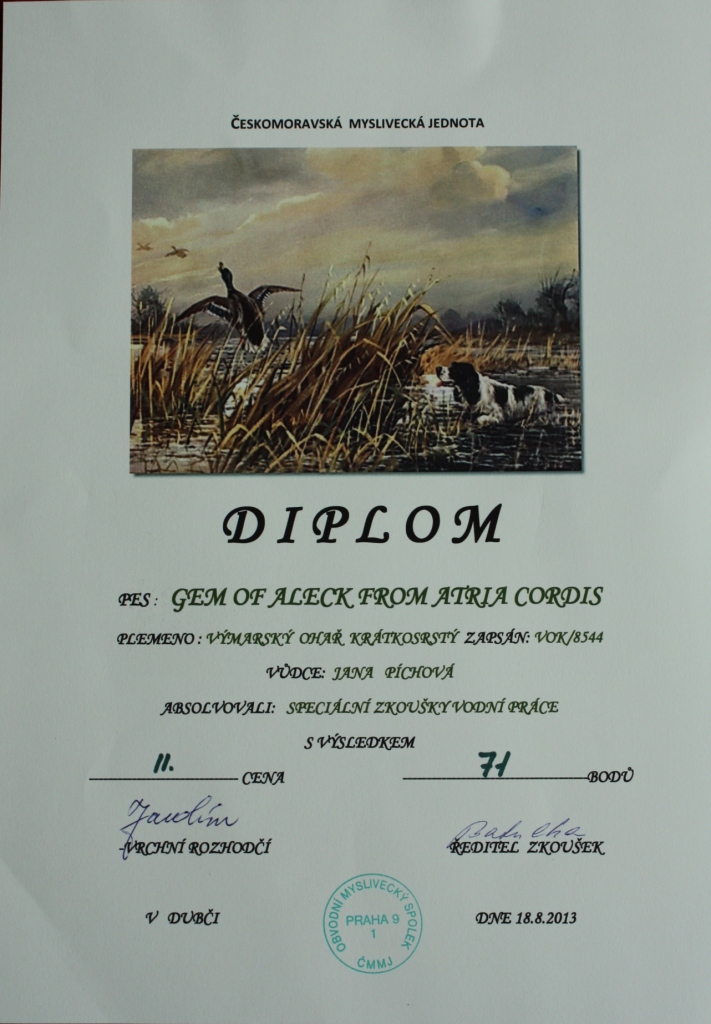 ČESKOMORAVSKÁ MYSLIVECKÁ JEDNOTA
DIPLOM
PES : GEM OF ALECK FROM ATRIA CORDIS
PLEMENO : VÝMARSKÝ OHAŘ KRÁTKOSRSTÝ ZAPSÁN: VOK/8544
VŮDCE: JANA PÍCHOVÁ
ABSOLVOVALI: SPECIÁLNÍ ZKOUŠKY VODNÍ PRÁCE
S VÝSLEDKEM
II. CENA 71 BODŮ
VRCHNÍ ROZHODČÍ ŘEDITEL ZKOUŠEK
V DUBČI DNE 18.8.2013
OBVODNÍ MYSLIVECKÝ SPOLEK
PRAHA 9
1
ČMMJ